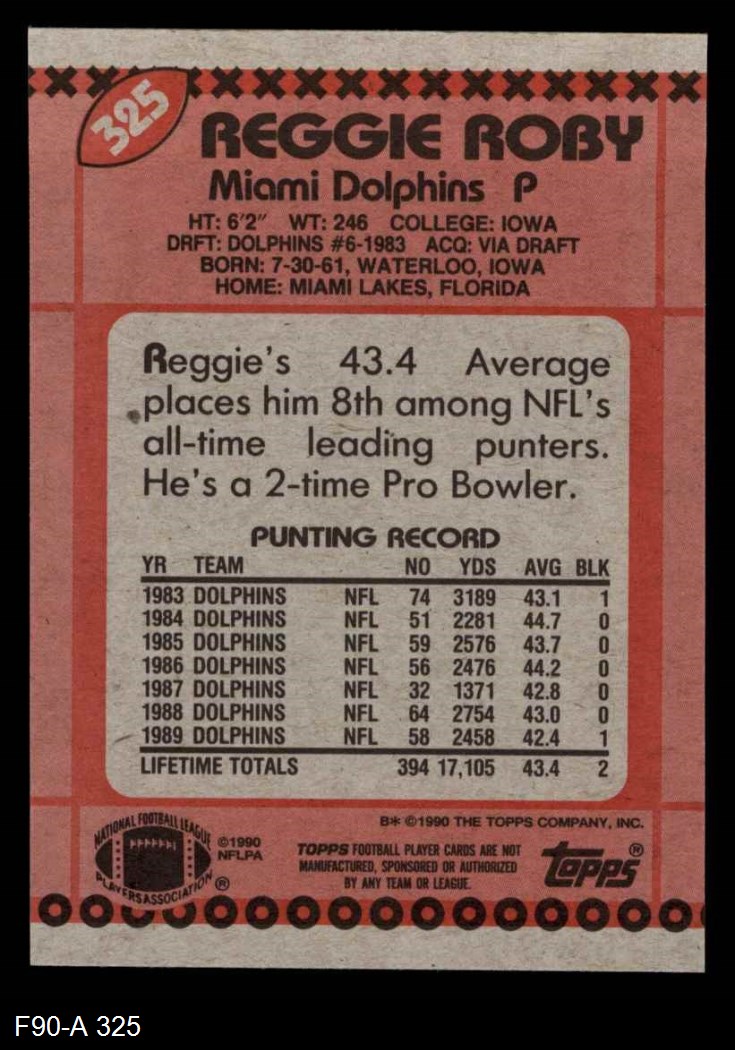 325
REGGIE ROBY
Miami Dolphins P
HT: 6'2" WT: 246 COLLEGE: IOWA
DRFT: DOLPHINS #6-1983 ACQ: VIA DRAFT
BORN: 7-30-61, WATERLOO, IOWA
HOME: MIAMI LAKES, FLORIDA
Reggie's 43.4 Average
places him 8th among NFL's
all-time leading punters.
He's a 2-time Pro Bowler.
PUNTING RECORD
YR TEAM NO YDS AVG BLK
1983 DOLPHINS NFL 74 3189 43.1 1
1984 DOLPHINS NFL 51 2281 44.7 0
1985 DOLPHINS NFL 59 2576 43.7 0
1986 DOLPHINS NFL 56 2476 44.2 0
1987 DOLPHINS NFL 32 1371 42.8 0
1988 DOLPHINS NFL 64 2754 43.0 0
1989 DOLPHINS NFL 58 2458 42.4 1
LIFETIME TOTALS 394 17,105 43.4 2
B* ©1990 THE TOPPS COMPANY, INC.
NATIONAL FOOTBALL LEAGUE
PLAYERS ASSOCIATION ®
©1990
NFLPA
TOPPS FOOTBALL PLAYER CARDS ARE NOT
MANUFACTURED, SPONSORED OR AUTHORIZED
BY ANY TEAM OR LEAGUE.
topps®
F90-A 325